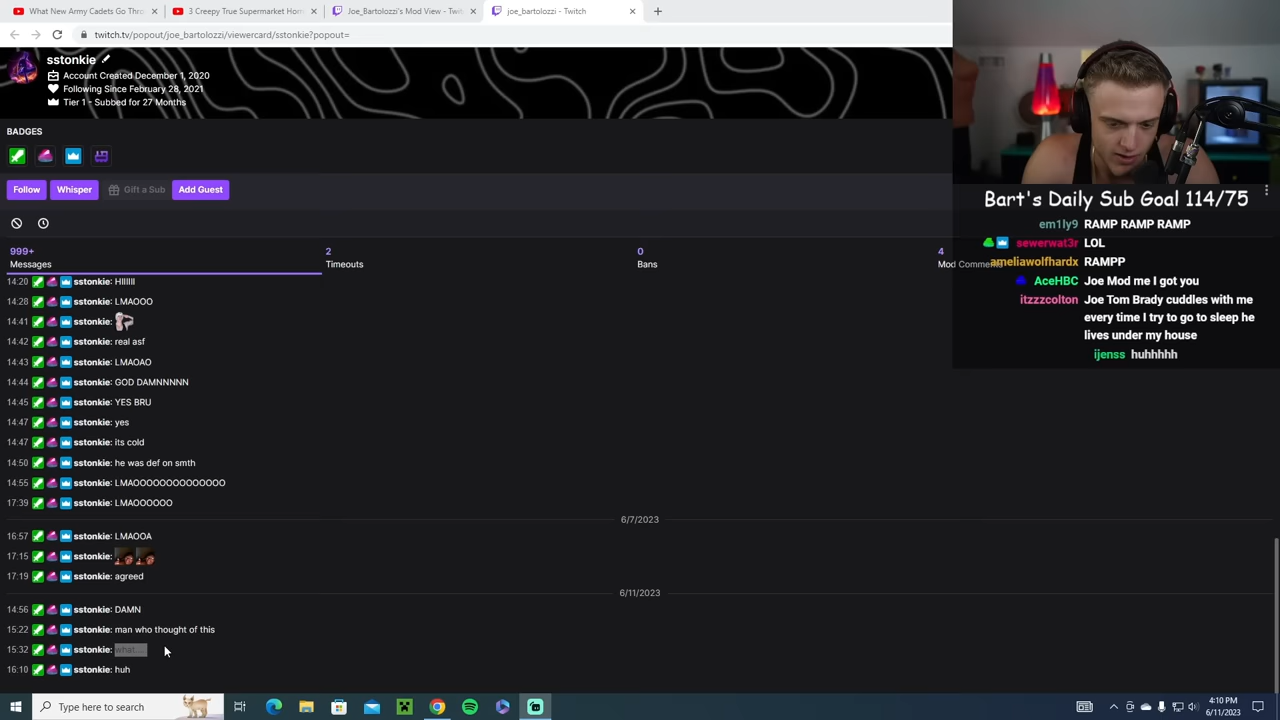 What New Army Cadets Go Thro
3 Creepy True Supermarket Horr
Joe_Bartolozzi's Mod View - Twit
joe_bartolozzi - Twitch
twitch.tv/popout/joe_bartolozzi/viewercard/sstonkie?popout=
sstonkie
Account Created December 1, 2020
Following Since February 28, 2021
Tier 1 - Subbed for 27 Months
BADGES
Follow Whisper Gift a Sub Add Guest
999+ 2 0 4
Messages Timeouts Bans Mod Comments
14:20 sstonkie: HIIIIII
14:28 sstonkie: LMAOOO
14:41 sstonkie:
14:42 sstonkie: real asf
14:43 sstonkie: LMAOAO
14:44 sstonkie: GOD DAMNNNNN
14:45 sstonkie: YES BRU
14:47 sstonkie: yes
14:47 sstonkie: its cold
14:50 sstonkie: he was def on smth
14:55 sstonkie: LMAOOOOOOOOOOOOOO
17:39 sstonkie: LMAOOOOOO
6/7/2023
16:57 sstonkie: LMAOOA
17:15 sstonkie:
17:19 sstonkie: agreed
6/11/2023
14:56 sstonkie: DAMN
15:22 sstonkie: man who thought of this
15:32 sstonkie: what....
16:10 sstonkie: huh
Bart's Daily Sub Goal 114/75
em1ly9 RAMP RAMP RAMP
sewerwat3r LOL
ameliawolfhardx RAMPP
AceHBC Joe Mod me I got you
itzzzcolton Joe Tom Brady cuddles with me
every time I try to go to sleep he
lives under my house
ijenss huhhhhh
Type here to search
4:10 PM
6/11/2023